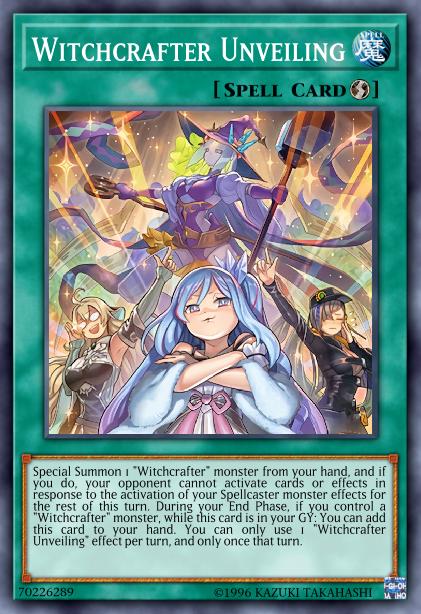 WITCHCRAFTER UNVEILING
SPELL
魔
[SPELL CARD]
Special Summon 1 "Witchcrafter" monster from your hand, and if
you do, your opponent cannot activate cards or effects in
response to the activation of your Spellcaster monster effects for
the rest of this turn. During your End Phase, if you control a
"Witchcrafter" monster, while this card is in your GY: You can add
this card to your hand. You can only use 1 "Witchcrafter
Unveiling" effect per turn, and only once that turn.
70226289
©1996 KAZUKI TAKAHASHI